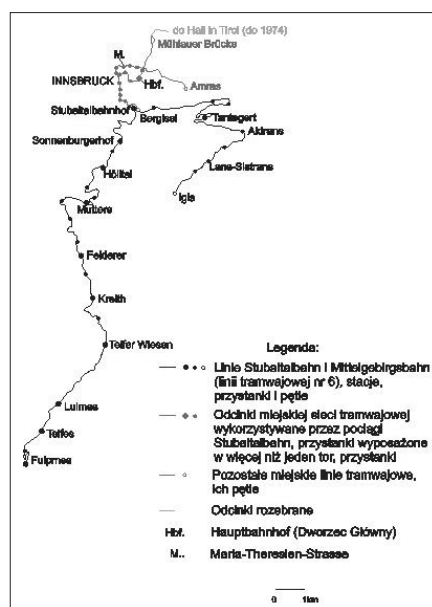 do Hall in Tirol (do 1974)
Mühlauer Brücke
M.
INNSBRUCK
Hbf.
Amras
Stubaitalbahnhof
Bergisel
Tantegert
Aldrans
Sonnenburgerhof
Lans-Sistrans
Hölltal
Igls
Mutters
Feldererer
Kreith
Telfer Wiesen
Luimes
Telfes
Fulpmes
Legenda:
Linie Stubaitalbahn i Mittelgebirgsbahn
(linii tramwajowej nr 6), stacje,
przystanki i pętle
Odcinki miejskiej sieci tramwajowej
wykorzystywane przez pociągi
Stubaitalbahn, przystanki wyposażone
w więcej niż jeden tor, przystanki
Pozostałe miejskie linie tramwajowe,
ich pętle
Odcinki rozebrane
Hbf. Hauptbahnhof (Dworzec Główny)
M.. Maria-Theresien-Strasse
0 1km